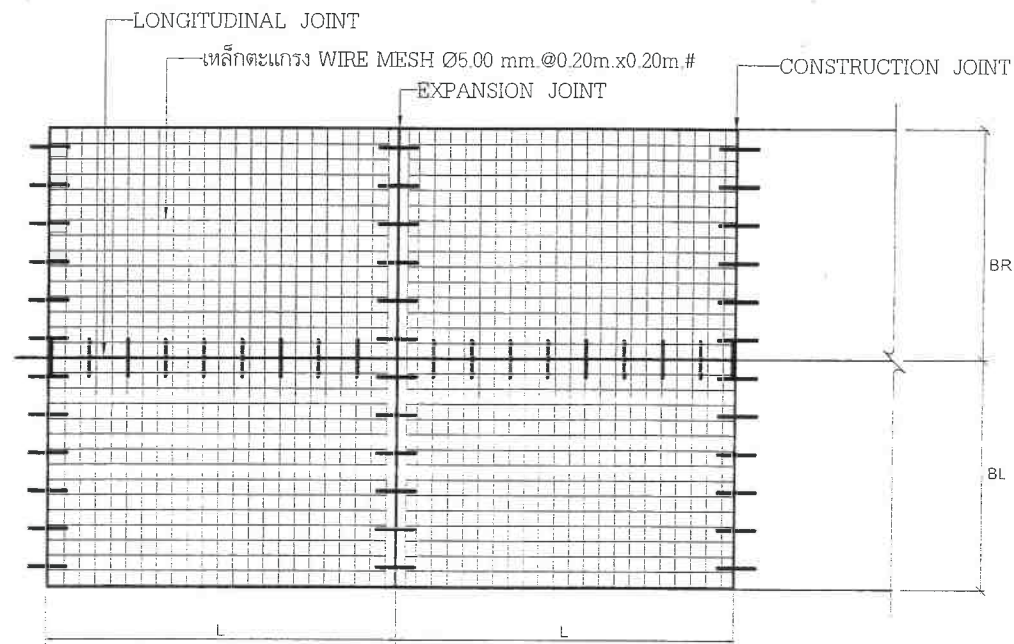 LONGITUDINAL JOINT
เหล็กตะแกรง WIRE MESH Ø5.00 mm.@0.20m.x0.20m.#
CONSTRUCTION JOINT
EXPANSION JOINT
BR
BL
L L